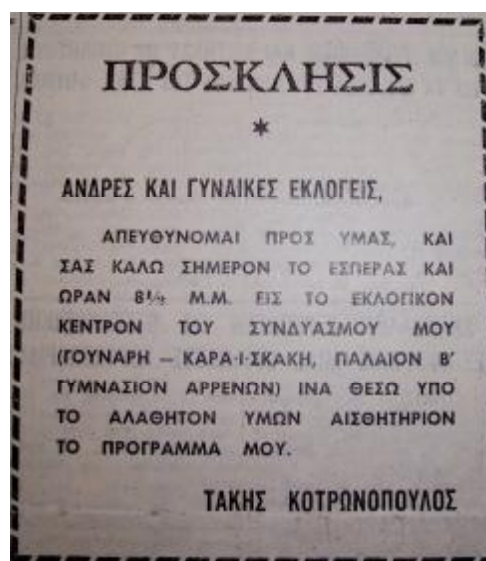 ΠΡΟΣΚΛΗΣΙΣ
*
ΑΝΔΡΕΣ ΚΑΙ ΓΥΝΑΙΚΕΣ ΕΚΛΟΓΕΙΣ,
ΑΠΕΥΘΥΝΟΜΑΙ ΠΡΟΣ ΥΜΑΣ, ΚΑΙ
ΣΑΣ ΚΑΛΩ ΣΗΜΕΡΟΝ ΤΟ ΕΣΠΕΡΑΣ ΚΑΙ
ΩΡΑΝ 8½ Μ.Μ. ΕΙΣ ΤΟ ΕΚΛΟΓΙΚΟΝ
ΚΕΝΤΡΟΝ ΤΟΥ ΣΥΝΔΥΑΣΜΟΥ ΜΟΥ
(ΓΟΥΝΑΡΗ – ΚΑΡΑ·Ι·ΣΚΑΚΗ, ΠΑΛΑΙΟΝ Β′
ΓΥΜΝΑΣΙΟΝ ΑΡΡΕΝΩΝ) ΙΝΑ ΘΕΣΩ ΥΠΟ
ΤΟ ΑΛΑΘΗΤΟΝ ΥΜΩΝ ΑΙΣΘΗΤΗΡΙΟΝ
ΤΟ ΠΡΟΓΡΑΜΜΑ ΜΟΥ.
ΤΑΚΗΣ ΚΟΤΡΩΝΟΠΟΥΛΟΣ